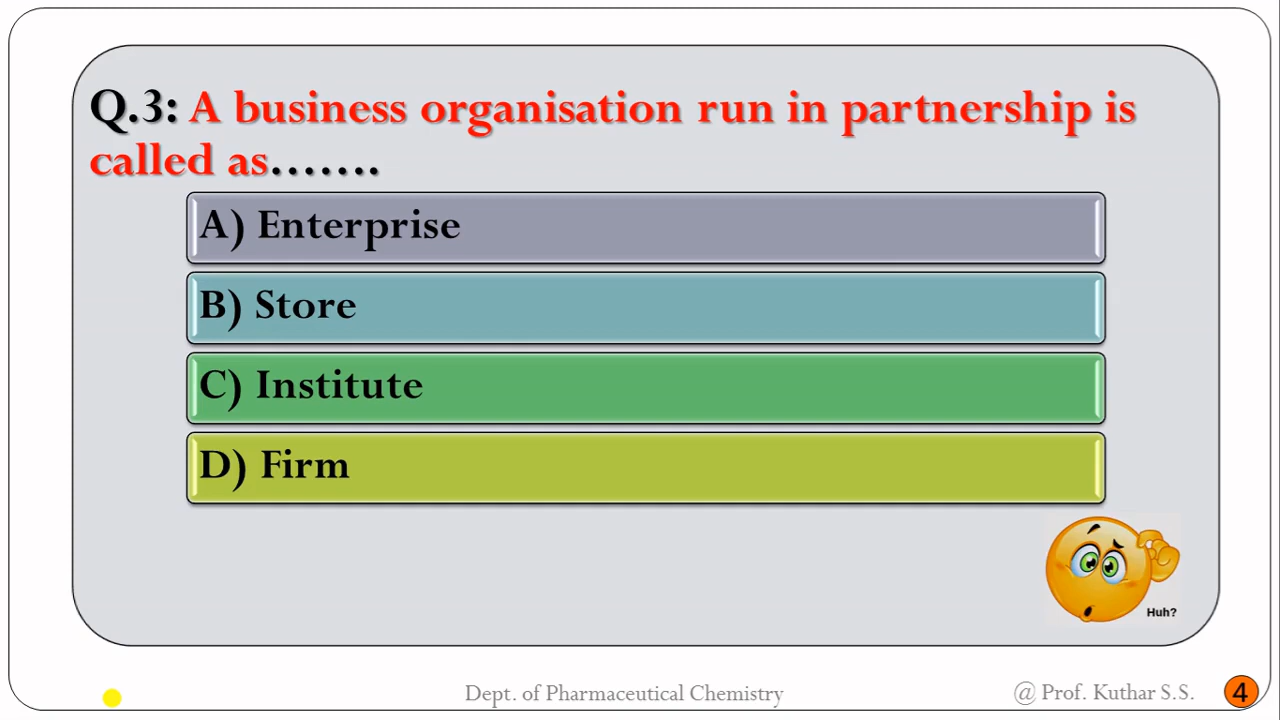 Q.3: A business organisation run in partnership is
called as…….
A) Enterprise
B) Store
C) Institute
D) Firm
Huh?
Dept. of Pharmaceutical Chemistry
@ Prof. Kuthar S.S.
4